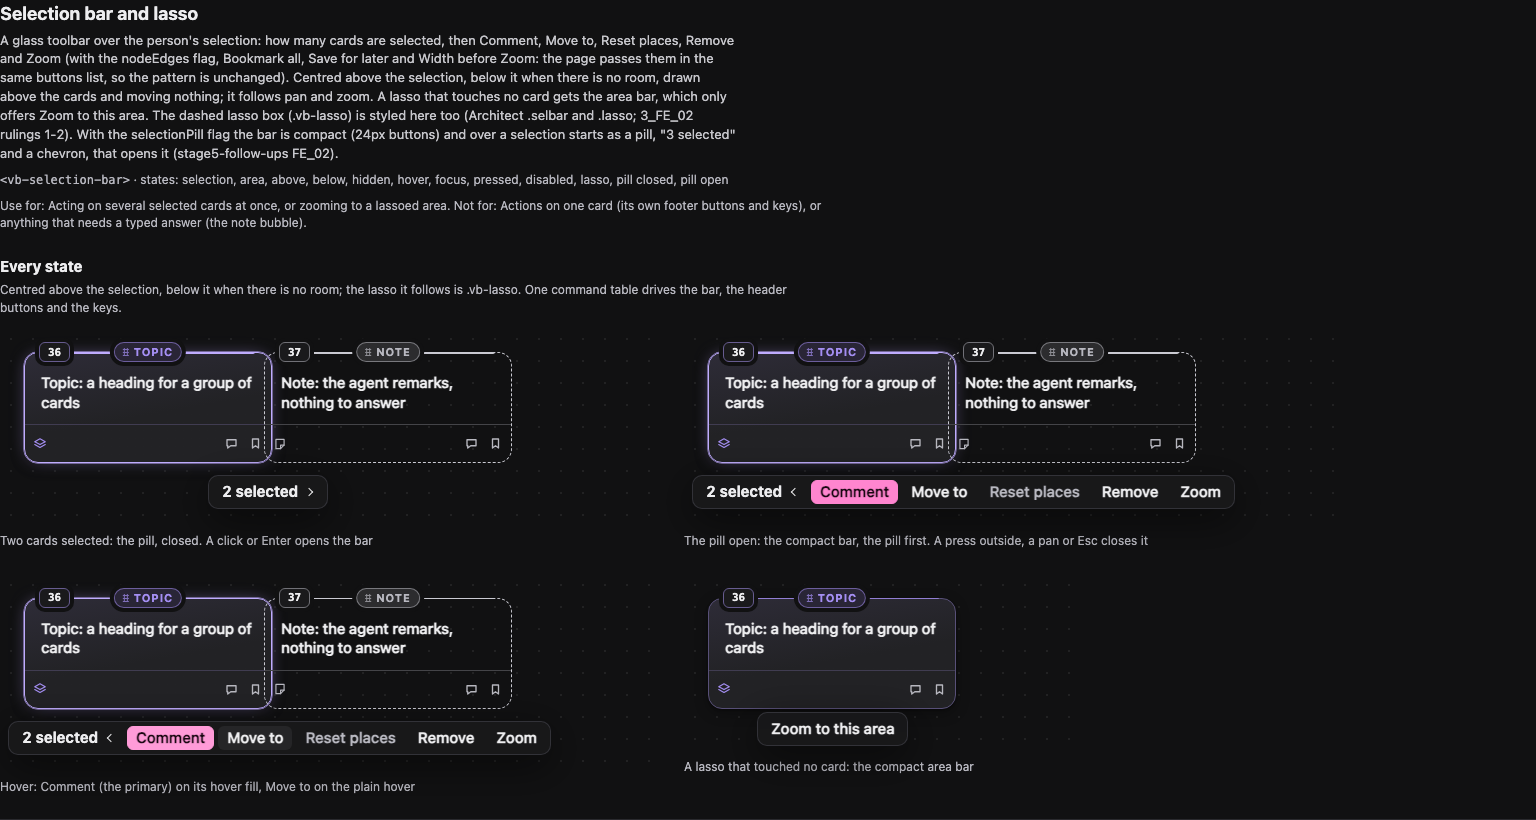 Selection bar and lasso
A glass toolbar over the person's selection: how many cards are selected, then Comment, Move to, Reset places, Remove
and Zoom (with the nodeEdges flag, Bookmark all, Save for later and Width before Zoom: the page passes them in the
same buttons list, so the pattern is unchanged). Centred above the selection, below it when there is no room, drawn
above the cards and moving nothing; it follows pan and zoom. A lasso that touches no card gets the area bar, which only
offers Zoom to this area. The dashed lasso box (.vb-lasso) is styled here too (Architect .selbar and .lasso; 3_FE_02
rulings 1-2). With the selectionPill flag the bar is compact (24px buttons) and over a selection starts as a pill, "3 selected"
and a chevron, that opens it (stage5-follow-ups FE_02).
<vb-selection-bar> · states: selection, area, above, below, hidden, hover, focus, pressed, disabled, lasso, pill closed, pill open
Use for: Acting on several selected cards at once, or zooming to a lassoed area. Not for: Actions on one card (its own footer buttons and keys), or
anything that needs a typed answer (the note bubble).
Every state
Centred above the selection, below it when there is no room; the lasso it follows is .vb-lasso. One command table drives the bar, the header
buttons and the keys.
36 TOPIC 37 NOTE
Topic: a heading for a group of
cards
Note: the agent remarks,
nothing to answer
2 selected >
Two cards selected: the pill, closed. A click or Enter opens the bar
36 TOPIC 37 NOTE
Topic: a heading for a group of
cards
Note: the agent remarks,
nothing to answer
2 selected < Comment Move to Reset places Remove Zoom
The pill open: the compact bar, the pill first. A press outside, a pan or Esc closes it
36 TOPIC 37 NOTE
Topic: a heading for a group of
cards
Note: the agent remarks,
nothing to answer
2 selected < Comment Move to Reset places Remove Zoom
Hover: Comment (the primary) on its hover fill, Move to on the plain hover
36 TOPIC
Topic: a heading for a group of
cards
Zoom to this area
A lasso that touched no card: the compact area bar